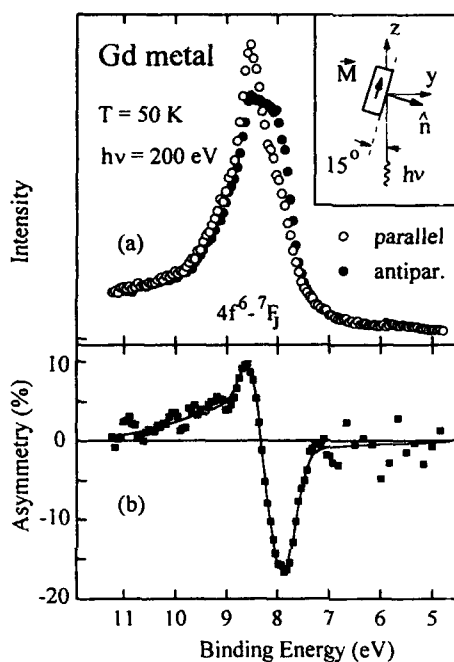 Gd metal
T = 50 K
hν = 200 eV
(a)
4f⁶-⁷F_J
Intensity
z
M
y
n̂
15°
hν
○ parallel
● antipar.
10
0
-10
-20
Asymmetry (%)
(b)
11 10 9 8 7 6 5
Binding Energy (eV)